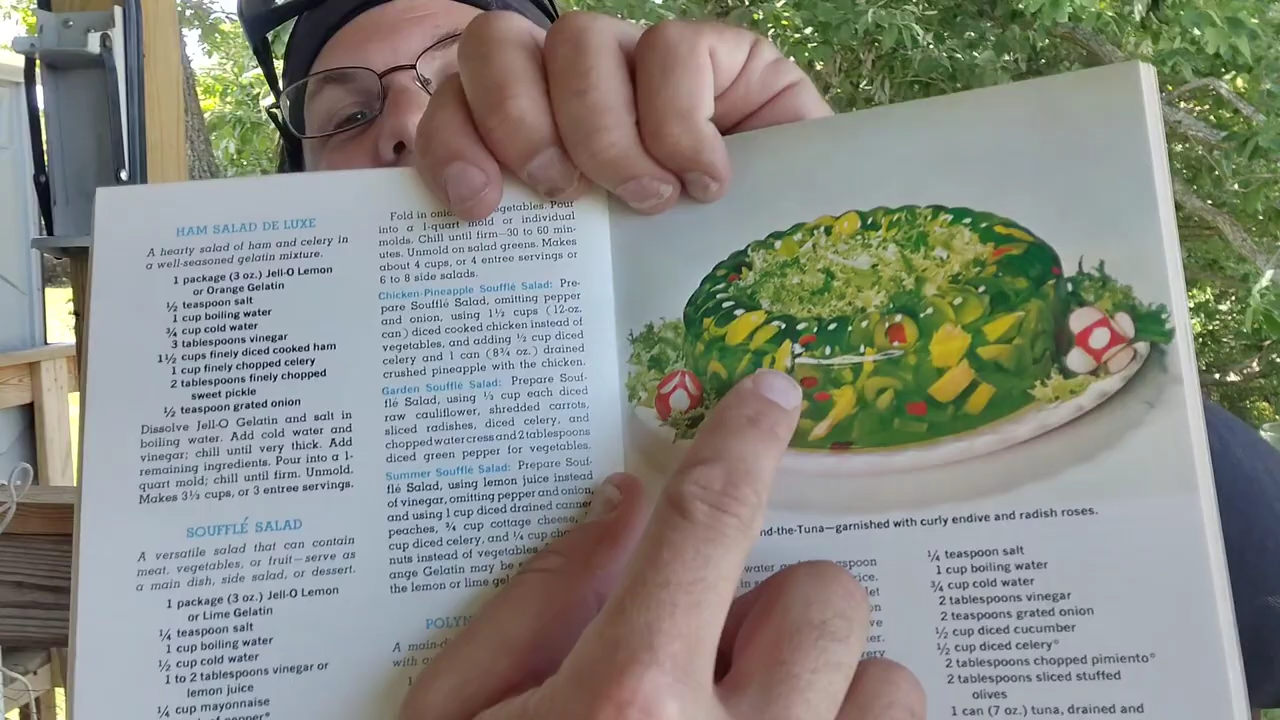 HAM SALAD DE LUXE
A hearty salad of ham and celery in
a well-seasoned gelatin mixture.
1 package (3 oz.) Jell-O Lemon
or Orange Gelatin
½ teaspoon salt
1 cup boiling water
¾ cup cold water
3 tablespoons vinegar
1½ cups finely diced cooked ham
1 cup finely chopped celery
2 tablespoons finely chopped
sweet pickle
½ teaspoon grated onion
Dissolve Jell-O Gelatin and salt in
boiling water. Add cold water and
vinegar; chill until very thick. Add
remaining ingredients. Pour into a 1-
quart mold; chill until firm. Unmold.
Makes 3⅓ cups, or 3 entree servings.
SOUFFLÉ SALAD
A versatile salad that can contain
meat, vegetables, or fruit—serve as
a main dish, side salad, or dessert.
1 package (3 oz.) Jell-O Lemon
or Lime Gelatin
¼ teaspoon salt
1 cup boiling water
½ cup cold water
1 to 2 tablespoons vinegar or
lemon juice
¼ cup mayonnaise
of pepper*
Fold in vegetables. Pour
into a 1-quart mold or individual
molds. Chill until firm—30 to 60 min-
utes. Unmold on salad greens. Makes
about 4 cups, or 4 entree servings or
6 to 8 side salads.
Chicken-Pineapple Soufflé Salad: Pre-
pare Soufflé Salad, omitting pepper
and onion, using 1½ cups (12-oz.
can) diced cooked chicken instead of
vegetables, and adding ½ cup diced
celery and 1 can (8¾ oz.) drained
crushed pineapple with the chicken.
Garden Soufflé Salad: Prepare Souf-
flé Salad, using ⅓ cup each diced
raw cauliflower, shredded carrots,
sliced radishes, diced celery, and
chopped watercress and 2 tablespoons
diced green pepper for vegetables.
Summer Soufflé Salad: Prepare Souf-
flé Salad, using lemon juice instead
of vinegar, omitting pepper and onion,
and using 1 cup diced drained canned
peaches, ¾ cup cottage cheese,
cup diced celery, and ¼ cup
nuts instead of vegetables.
ange Gelatin may be
the lemon or lime
POLYN
A main-
with
1
nd-the-Tuna—garnished with curly endive and radish roses.
water
¼ teaspoon salt
1 cup boiling water
¾ cup cold water
2 tablespoons vinegar
2 teaspoons grated onion
½ cup diced cucumber
½ cup diced celery*
2 tablespoons chopped pimiento*
2 tablespoons sliced stuffed
olives
1 can (7 oz.) tuna, drained and